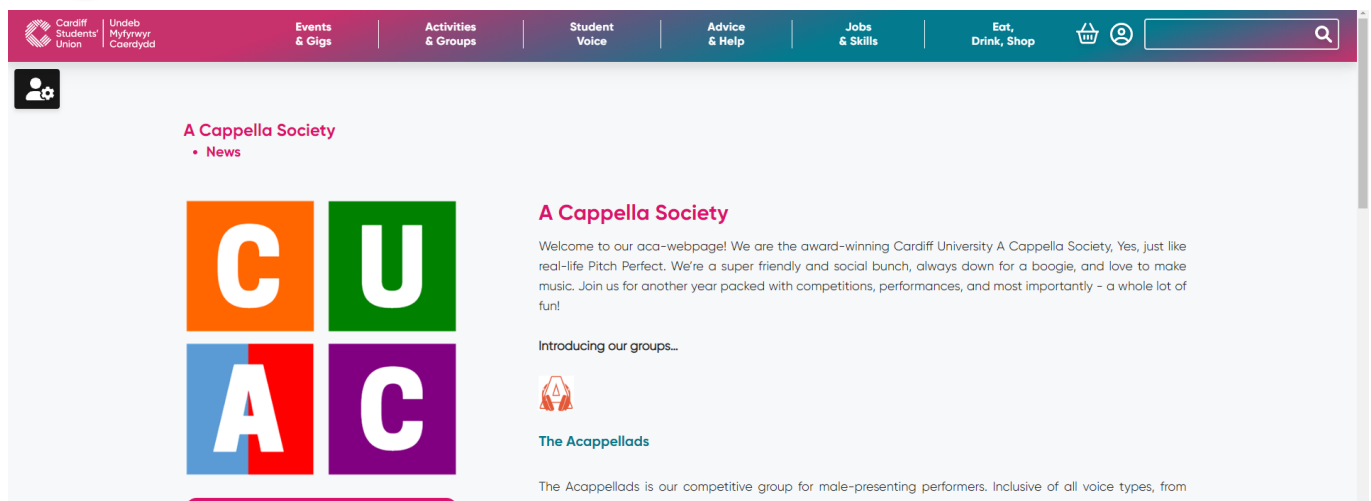 Cardiff
Students'
Union
Undeb
Myfyrwyr
Caerdydd
Events
& Gigs
Activities
& Groups
Student
Voice
Advice
& Help
Jobs
& Skills
Eat,
Drink, Shop
A Cappella Society
• News
C U
A C
A Cappella Society
Welcome to our aca-webpage! We are the award-winning Cardiff University A Cappella Society, Yes, just like
real-life Pitch Perfect. We're a super friendly and social bunch, always down for a boogie, and love to make
music. Join us for another year packed with competitions, performances, and most importantly - a whole lot of
fun!
Introducing our groups...
A
The Acappellads
The Acappellads is our competitive group for male-presenting performers. Inclusive of all voice types, from